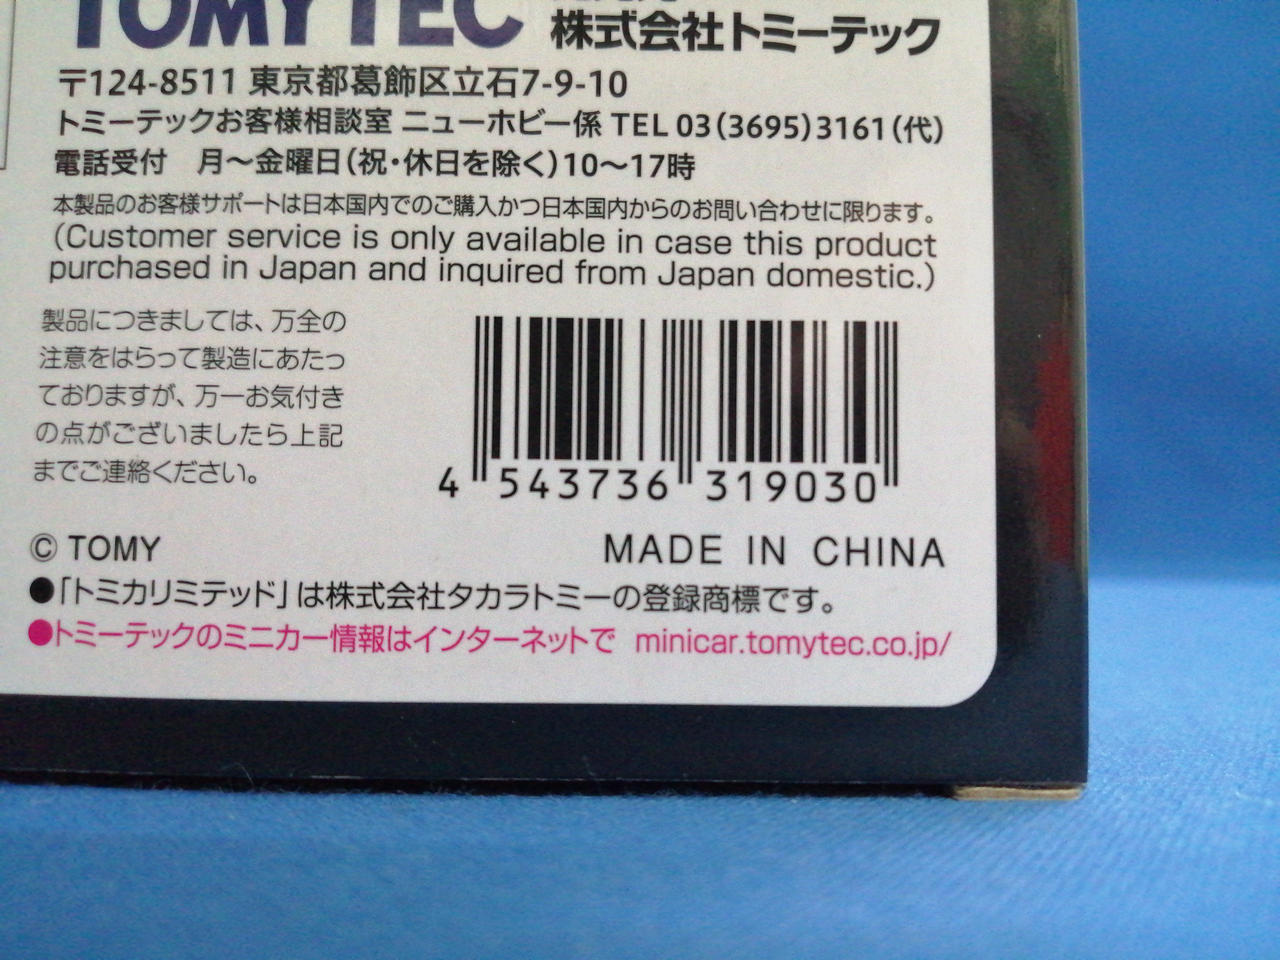 TOMYTEC
株式会社トミーテック
〒124-8511 東京都葛飾区立石7-9-10
トミーテックお客様相談室 ニューホビー係 TEL 03(3695)3161(代)
電話受付 月～金曜日(祝・休日を除く)10～17時
本製品のお客様サポートは日本国内でのご購入かつ日本国内からのお問い合わせに限ります。
(Customer service is only available in case this product
purchased in Japan and inquired from Japan domestic.)
製品につきましては、万全の
注意をはらって製造にあたっ
ておりますが、万一お気付き
の点がございましたら上記
までご連絡ください。
4 543736 319030
© TOMY
MADE IN CHINA
●「トミカリミテッド」は株式会社タカラトミーの登録商標です。
●トミーテックのミニカー情報はインターネットで minicar.tomytec.co.jp/